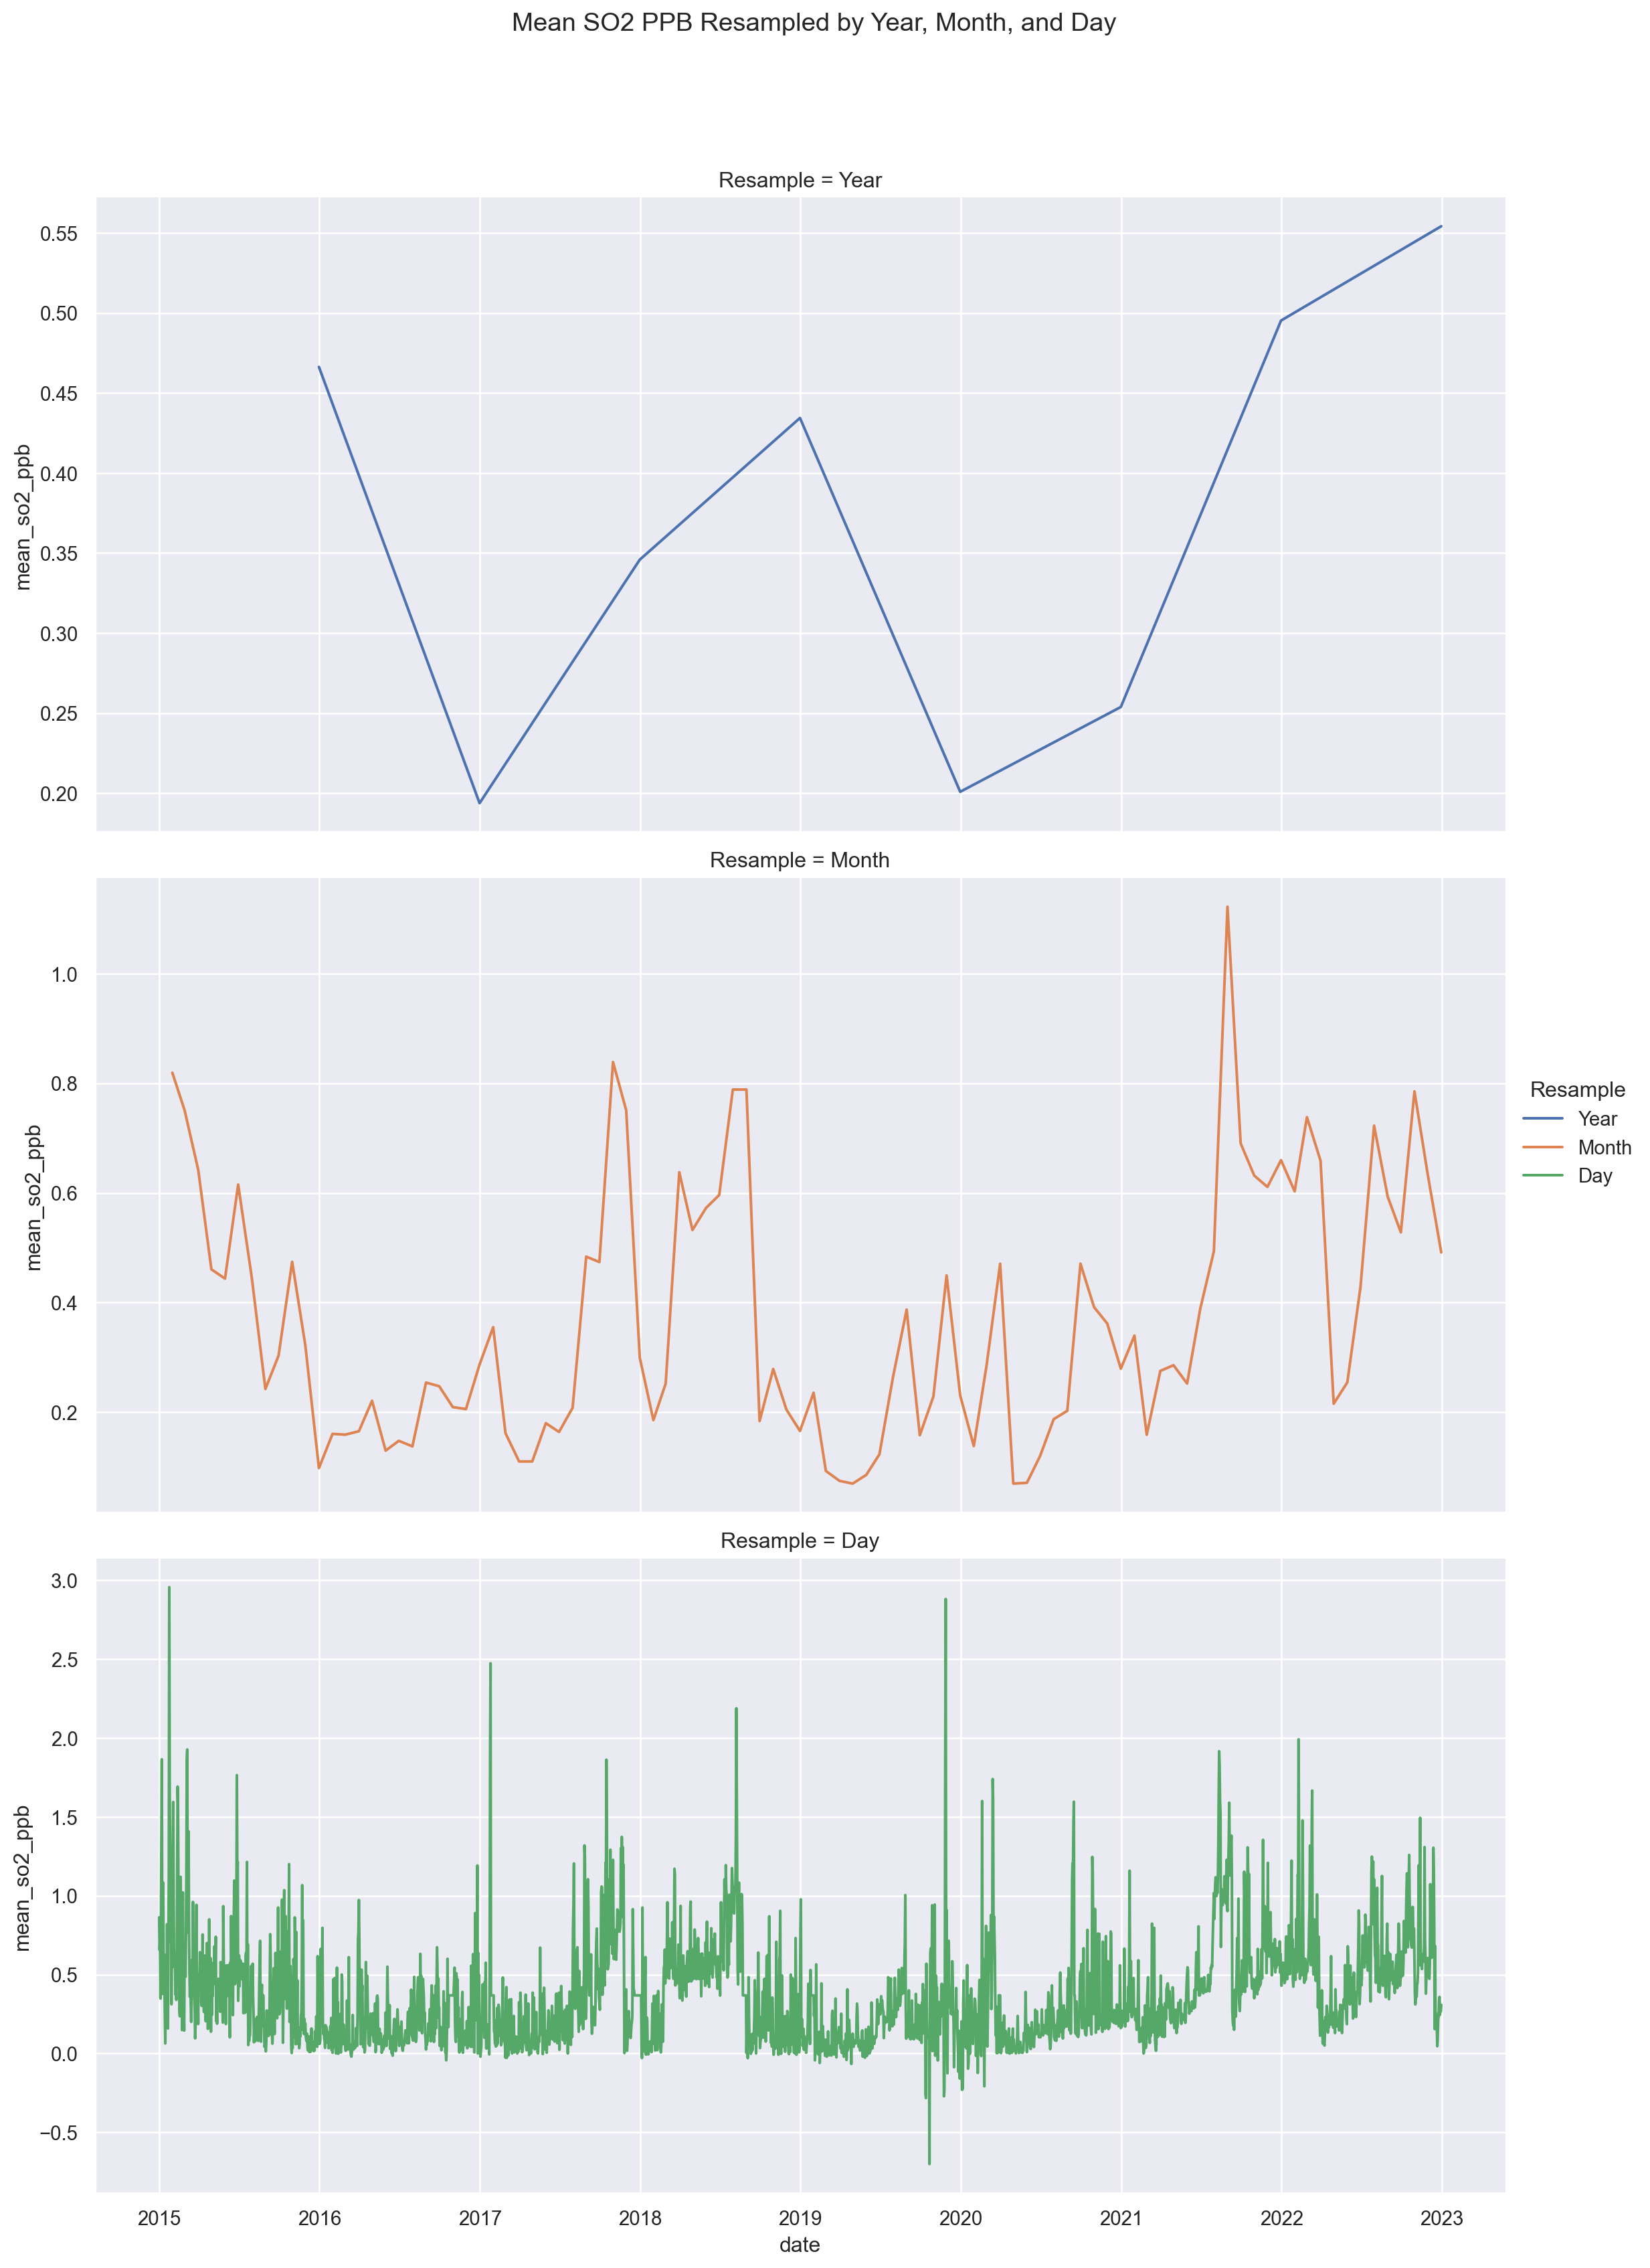 Mean SO2 PPB Resampled by Year, Month, and Day
Resample = Year
0.55
0.50
0.45
0.40
0.35
0.30
0.25
0.20
mean_so2_ppb
Resample = Month
1.0
0.8
0.6
0.4
0.2
mean_so2_ppb
Resample
Year
Month
Day
Resample = Day
3.0
2.5
2.0
1.5
1.0
0.5
0.0
−0.5
mean_so2_ppb
2015 2016 2017 2018 2019 2020 2021 2022 2023
date